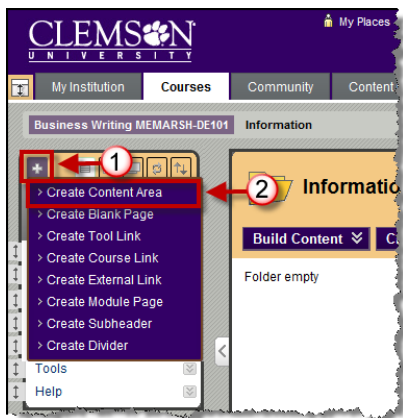 CLEMSON
UNIVERSITY
My Places
My Institution
Courses
Community
Content
Business Writing MEMARSH-DE101
Information
1
> Create Content Area
> Create Blank Page
> Create Tool Link
> Create Course Link
> Create External Link
> Create Module Page
> Create Subheader
> Create Divider
Tools
Help
2
Informatio
Build Content
Folder empty